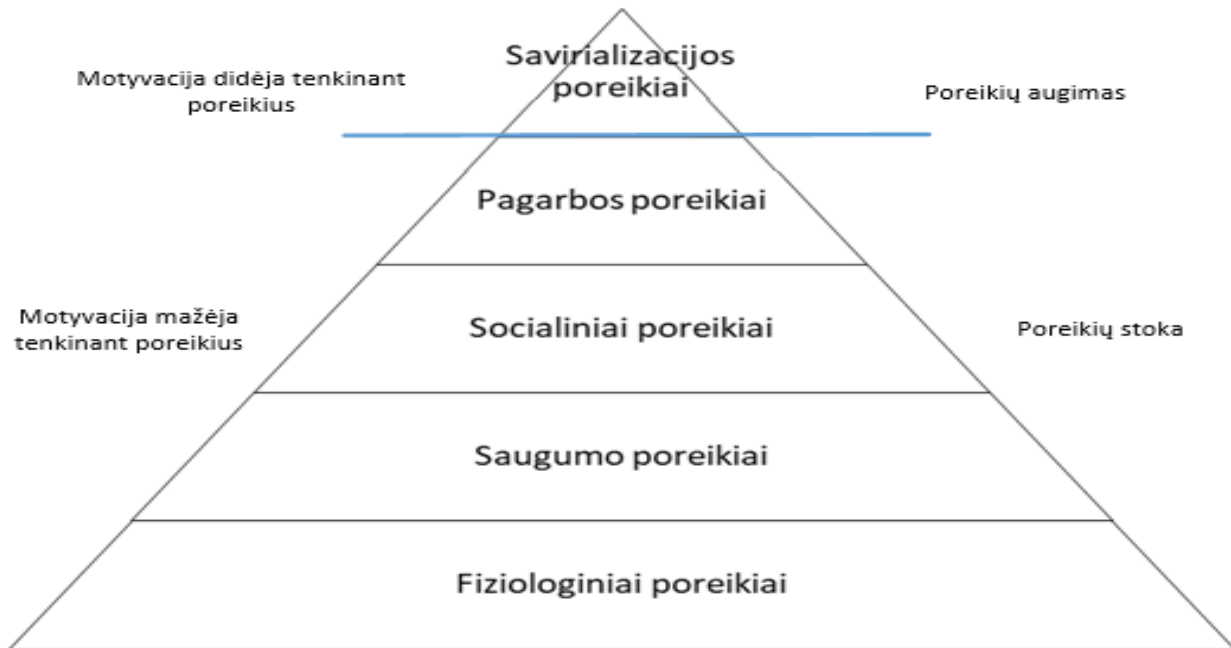 Savirializacijos
poreikiai
Motyvacija didėja tenkinant
poreikius
Poreikių augimas
Pagarbos poreikiai
Motyvacija mažėja
tenkinant poreikius
Socialiniai poreikiai
Poreikių stoka
Saugumo poreikiai
Fiziologiniai poreikiai